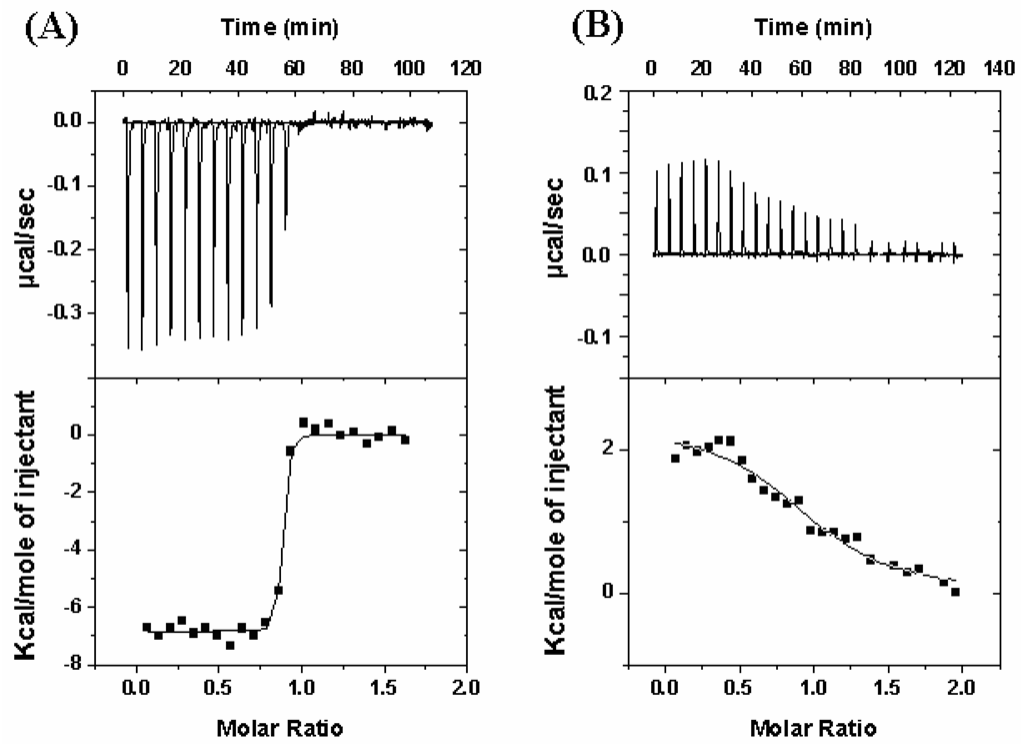 (A)
Time (min)
0 20 40 60 80 100 120
0.0
-0.1
-0.2
-0.3
µcal/sec
0
-2
-4
-6
-8
Kcal/mole of injectant
0.0 0.5 1.0 1.5 2.0
Molar Ratio
(B)
Time (min)
0 20 40 60 80 100 120 140
0.2
0.1
0.0
-0.1
µcal/sec
2
0
Kcal/mole of injectant
0.0 0.5 1.0 1.5 2.0
Molar Ratio